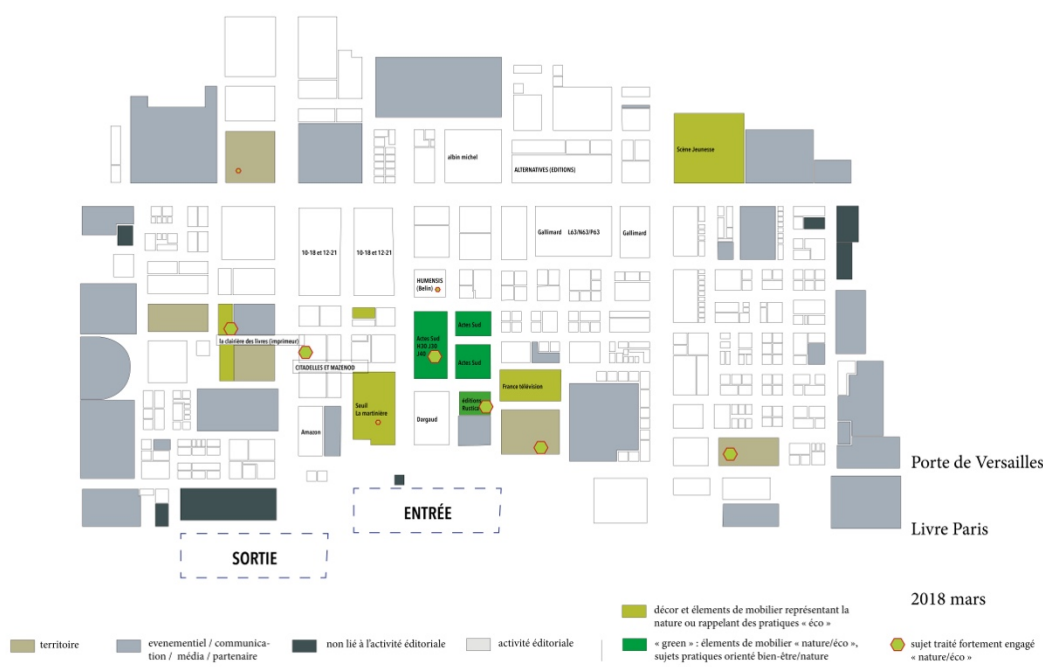 albin michel
ALTERNATIVES (EDITIONS)
Scène Jeunesse
10-18 et 12-21
10-18 et 12-21
Gallimard L63/N63/P63
Gallimard
HUMENSIS
(Belin)
la clairière des livres (imprimeur)
CITADELLES ET MAZENOD
Actes Sud
H30 J30
J40
Actes Sud
Actes Sud
France télévision
Seuil
La martinière
éditions
Rustica
Amazon
Dargaud
ENTRÉE
SORTIE
Porte de Versailles
Livre Paris
2018 mars
territoire
evenementiel / communica-
tion / média / partenaire
non lié à l'activité éditoriale
activité éditoriale
décor et élements de mobilier représentant la
nature ou rappelant des pratiques « éco »
« green » : élements de mobilier « nature/éco »,
sujets pratiques orienté bien-être/nature
sujet traité fortement engagé
« nature/éco »